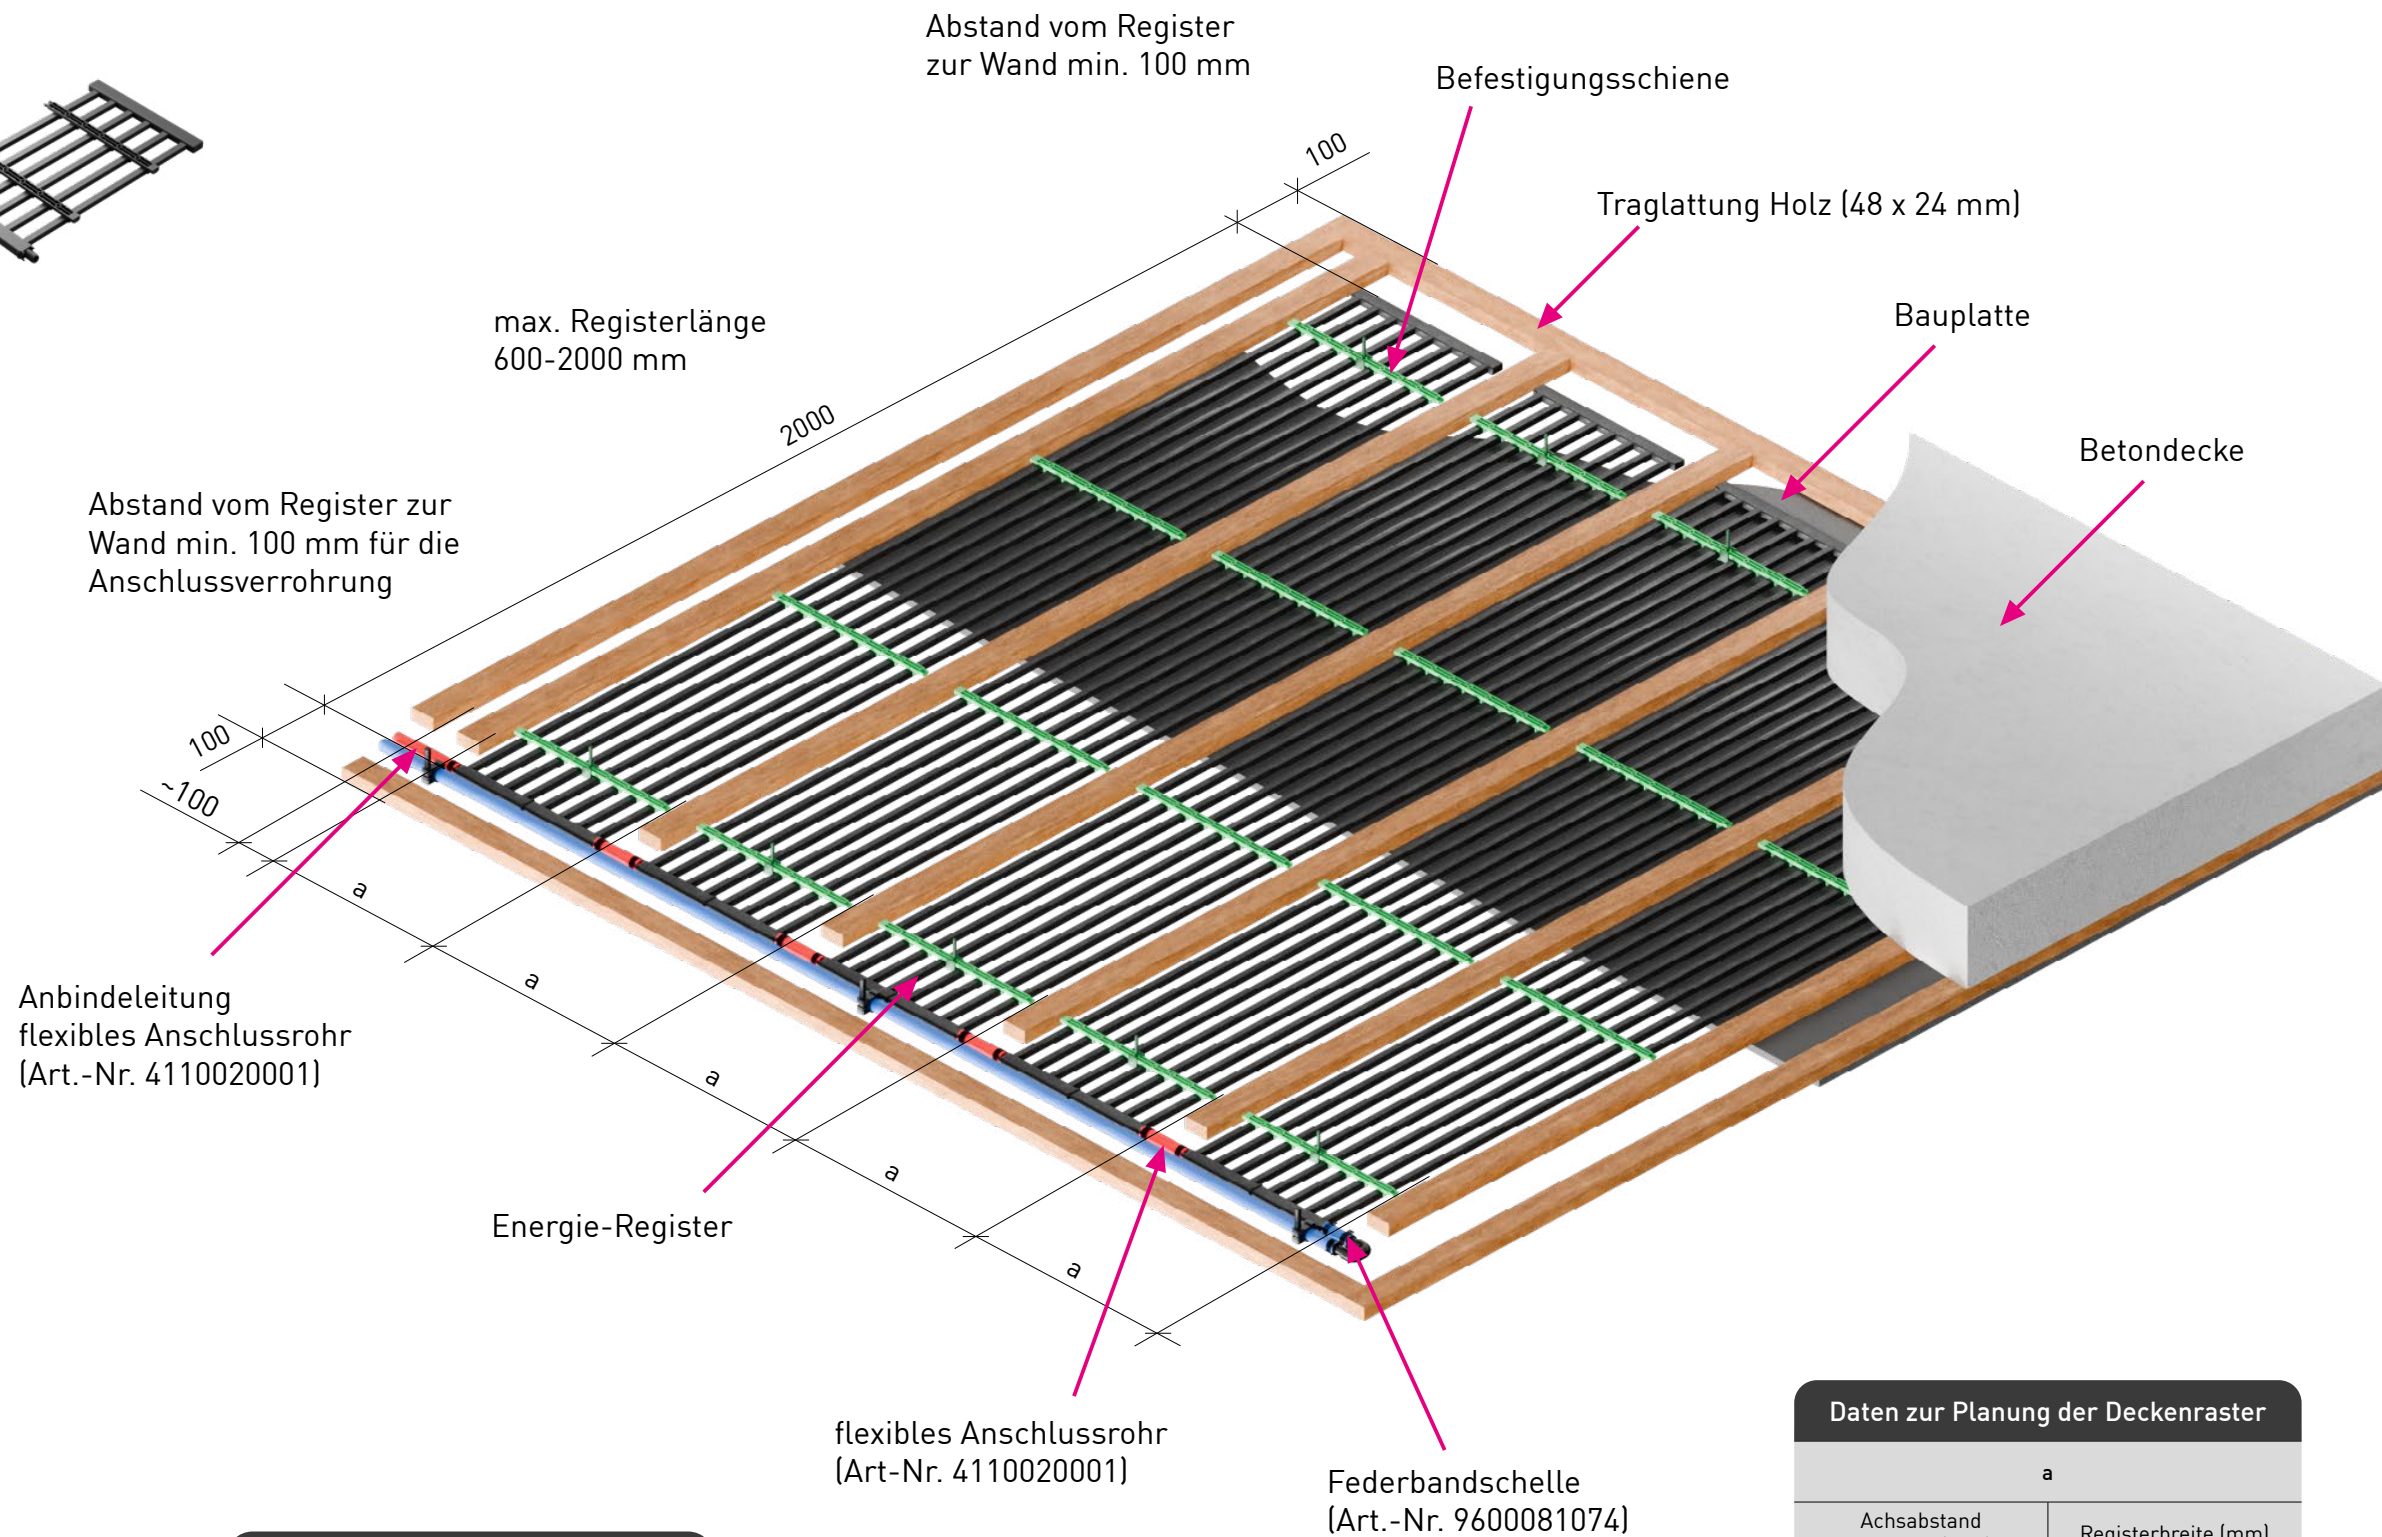 Abstand vom Register
zur Wand min. 100 mm
Befestigungsschiene
100
Traglattung Holz (48 x 24 mm)
Bauplatte
max. Registerlänge
600-2000 mm
2000
Betondecke
Abstand vom Register zur
Wand min. 100 mm für die
Anschlussverrohrung
100
~100
a
a
a
a
a
Anbindeleitung
flexibles Anschlussrohr
(Art.-Nr. 4110020001)
Energie-Register
flexibles Anschlussrohr
(Art-Nr. 4110020001)
Federbandschelle
(Art.-Nr. 9600081074)
Daten zur Planung der Deckenraster
a
Achsabstand
Registerbreite (mm)